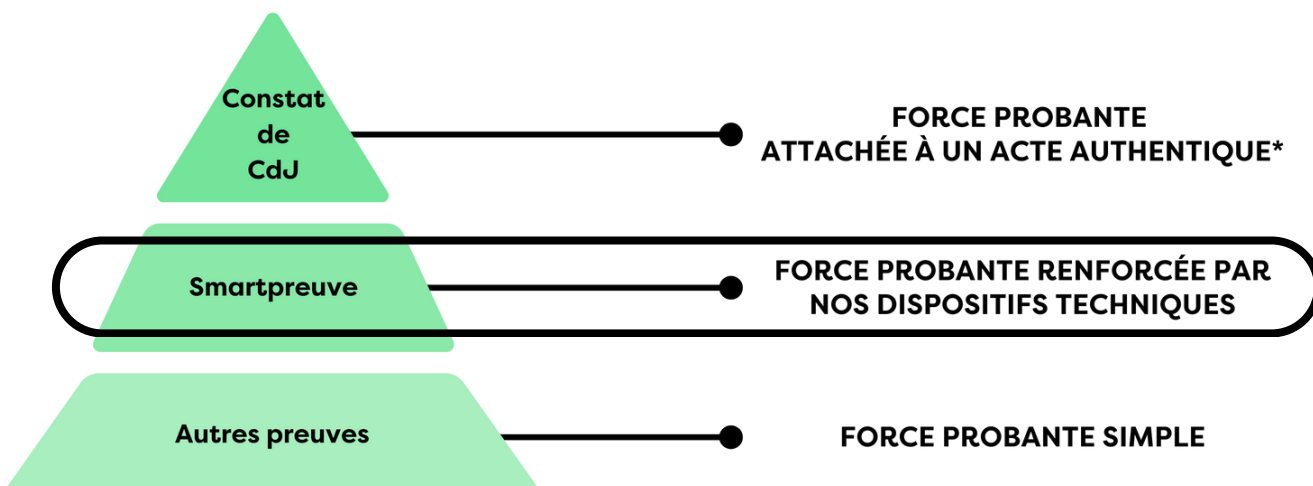 Constat
de
CdJ
FORCE PROBANTE
ATTACHÉE À UN ACTE AUTHENTIQUE*
Smartpreuve
FORCE PROBANTE RENFORCÉE PAR
NOS DISPOSITIFS TECHNIQUES
Autres preuves
FORCE PROBANTE SIMPLE